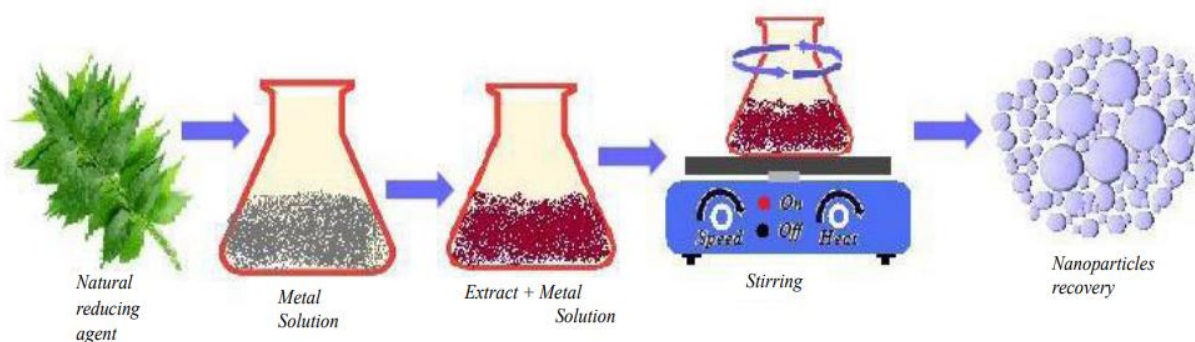 Natural
reducing
agent
Metal
Solution
Extract + Metal
Solution
Speed
On
Off
Heat
Stirring
Nanoparticles
recovery